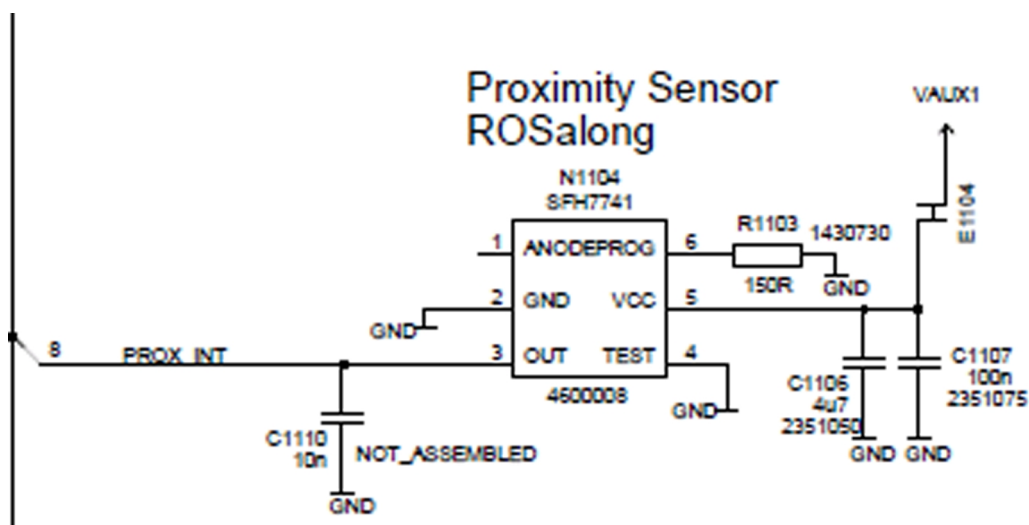 Proximity Sensor
ROSalong
VAUX1
N1104
SFH7741
E1104
1 ANODE PROG 6
R1103
1430730
150R
GND
2 GND VCC 5
GND
8
PROX_INT
3 OUT TEST 4
4600008
GND
C1106
4u7
2351050
GND
C1107
100n
2351075
GND
C1110
10n
NOT_ASSEMBLED
GND